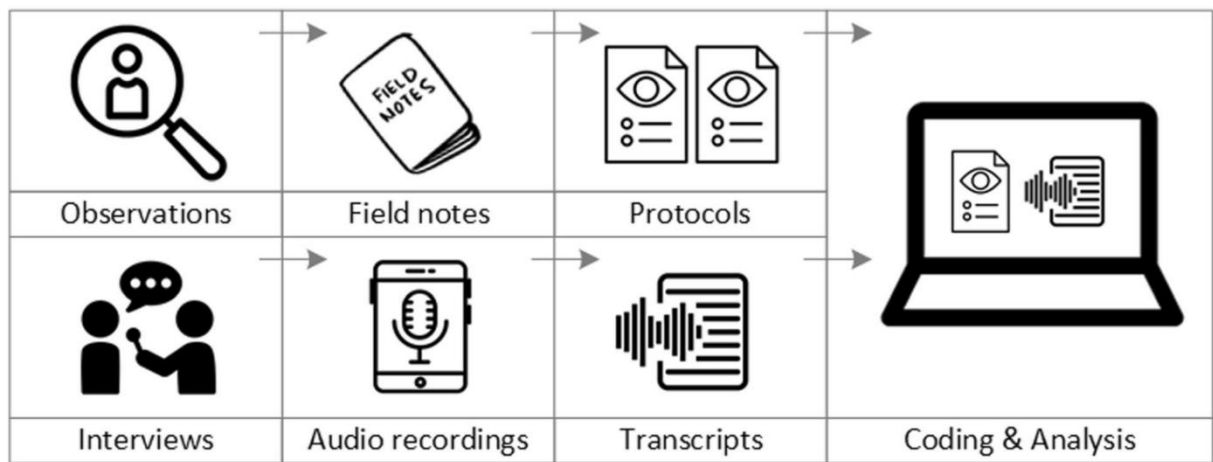 FIELD
NOTES
Observations
Field notes
Protocols
Interviews
Audio recordings
Transcripts
Coding & Analysis